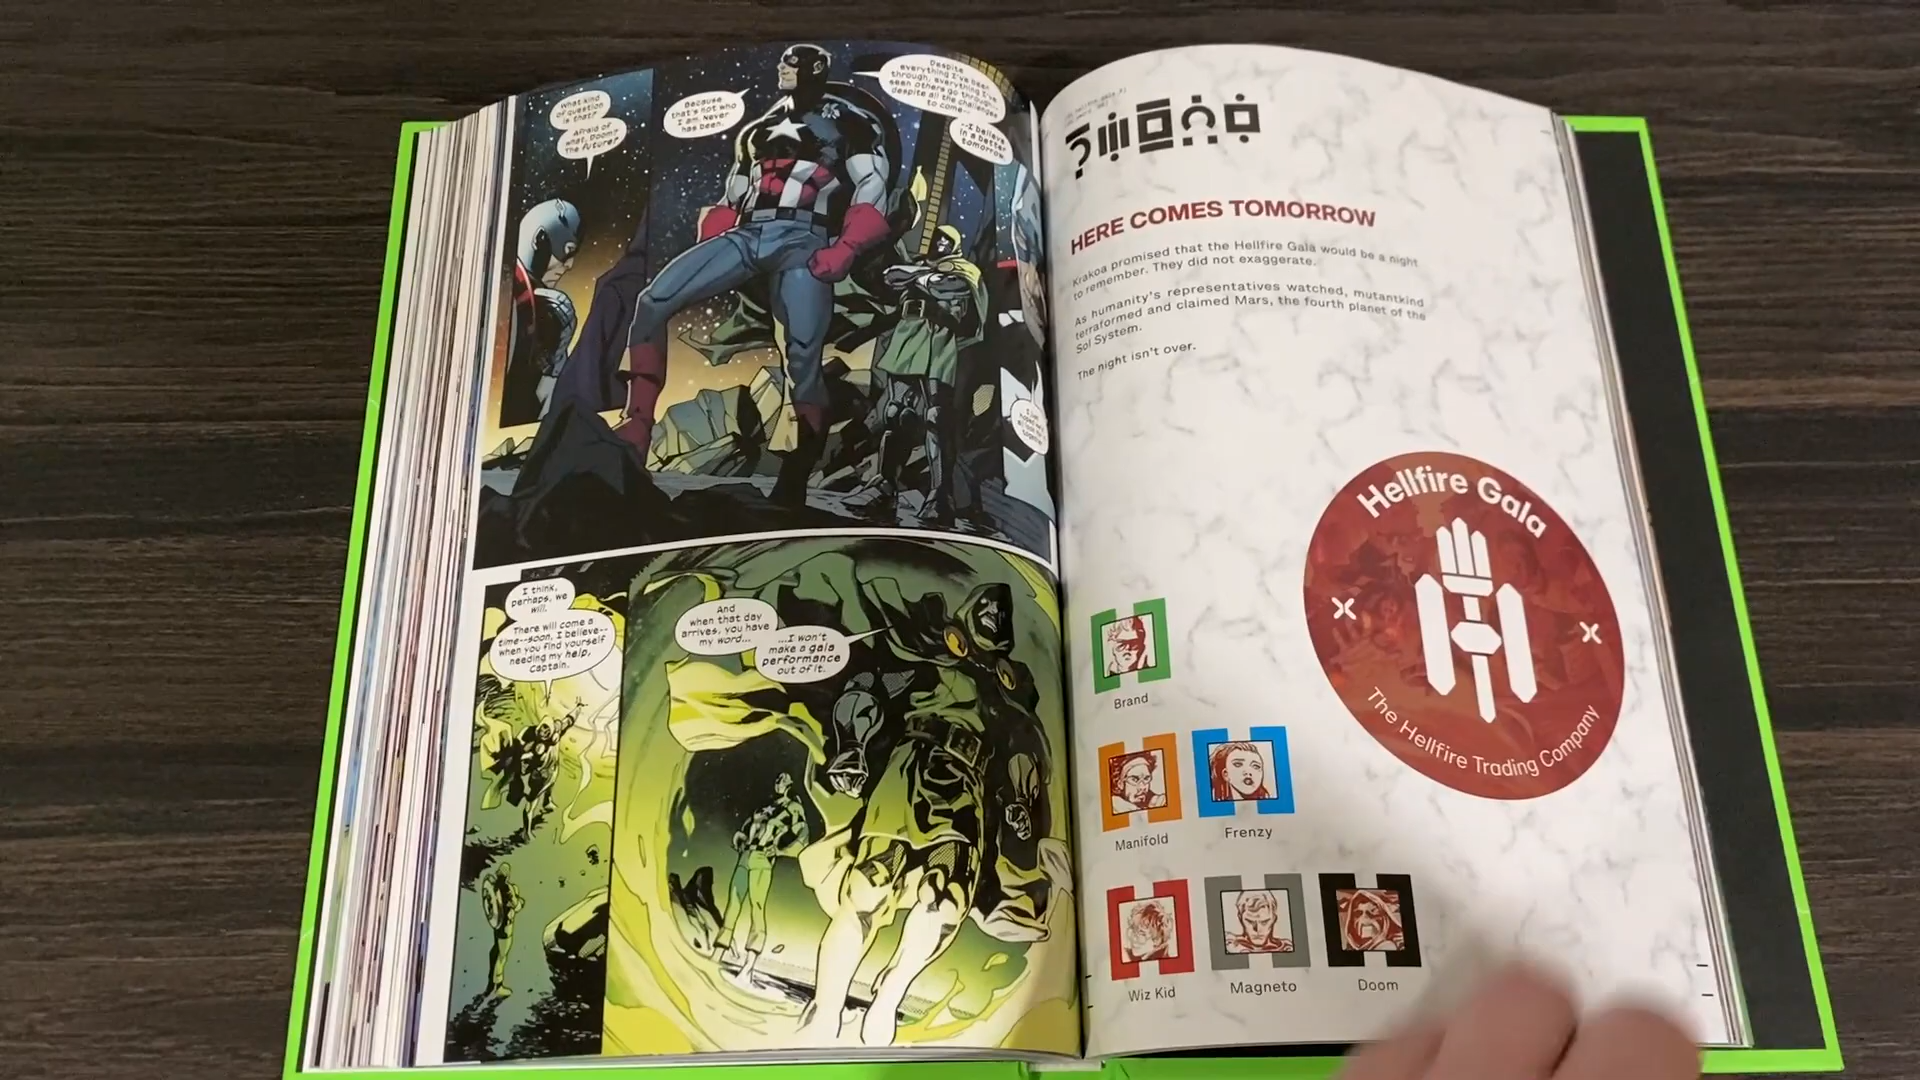 What kind
of question
is that?
Afraid of
what, Doom?
The future?
Because
that's not who
I am. Never
has been.
Despite
everything I've been
through, everything I've
seen others go through...
despite all the challenges
to come...
...I believe
in a better
tomorrow.
I think,
perhaps, we
will.
There will come a
time--soon, I believe--
when you find yourself
needing my help,
Captain.
And
when that day
arrives, you have
my word...
...I won't
make a gala
performance
out of it.
HERE COMES TOMORROW
Krakoa promised that the Hellfire Gala would be a night
to remember. They did not exaggerate.
As humanity's representatives watched, mutantkind
terraformed and claimed Mars, the fourth planet of the
Sol System.
The night isn't over.
Hellfire Gala
The Hellfire Trading Company
Brand
Manifold
Frenzy
Wiz Kid
Magneto
Doom